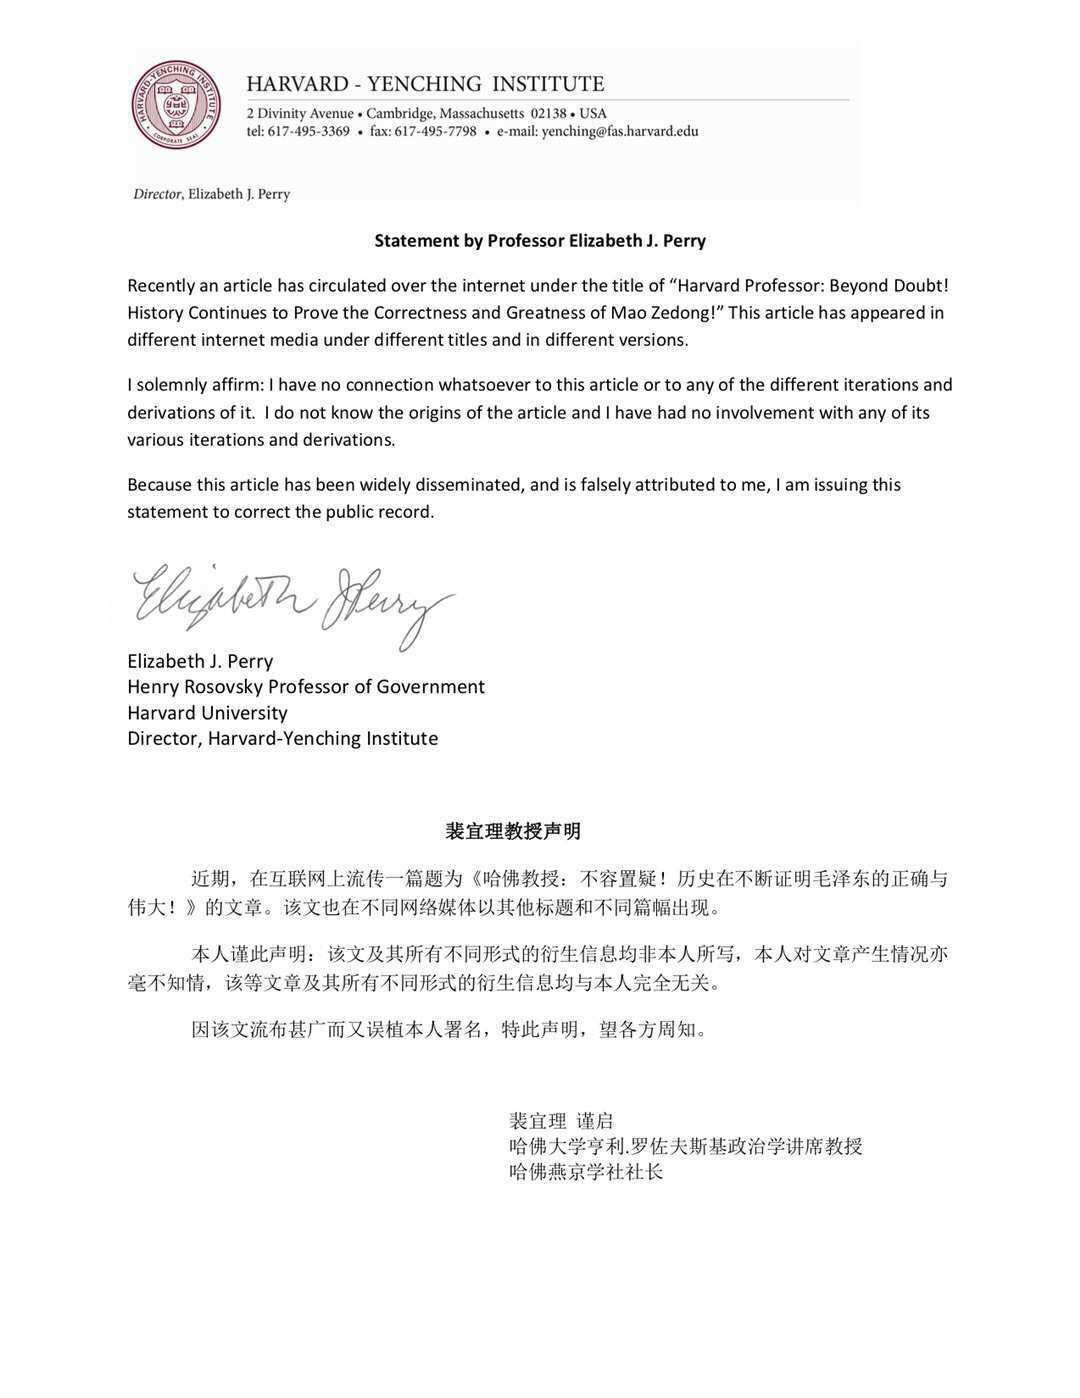 HARVARD-YENCHING INSTITUTE
CORPORATE SEAL
HARVARD - YENCHING INSTITUTE
2 Divinity Avenue • Cambridge, Massachusetts 02138 • USA
tel: 617-495-3369 • fax: 617-495-7798 • e-mail: yenching@fas.harvard.edu
Director, Elizabeth J. Perry
Statement by Professor Elizabeth J. Perry
Recently an article has circulated over the internet under the title of “Harvard Professor: Beyond Doubt!
History Continues to Prove the Correctness and Greatness of Mao Zedong!” This article has appeared in
different internet media under different titles and in different versions.
I solemnly affirm: I have no connection whatsoever to this article or to any of the different iterations and
derivations of it.  I do not know the origins of the article and I have had no involvement with any of its
various iterations and derivations.
Because this article has been widely disseminated, and is falsely attributed to me, I am issuing this
statement to correct the public record.
Elizabeth J Perry
Elizabeth J. Perry
Henry Rosovsky Professor of Government
Harvard University
Director, Harvard-Yenching Institute
裴宜理教授声明
近期，在互联网上流传一篇题为《哈佛教授：不容置疑！历史在不断证明毛泽东的正确与
伟大！》的文章。该文也在不同网络媒体以其他标题和不同篇幅出现。
本人谨此声明：该文及其所有不同形式的衍生信息均非本人所写，本人对文章产生情况亦
毫不知情，该等文章及其所有不同形式的衍生信息均与本人完全无关。
因该文流布甚广而又误植本人署名，特此声明，望各方周知。
裴宜理 谨启
哈佛大学亨利.罗佐夫斯基政治学讲席教授
哈佛燕京学社社长